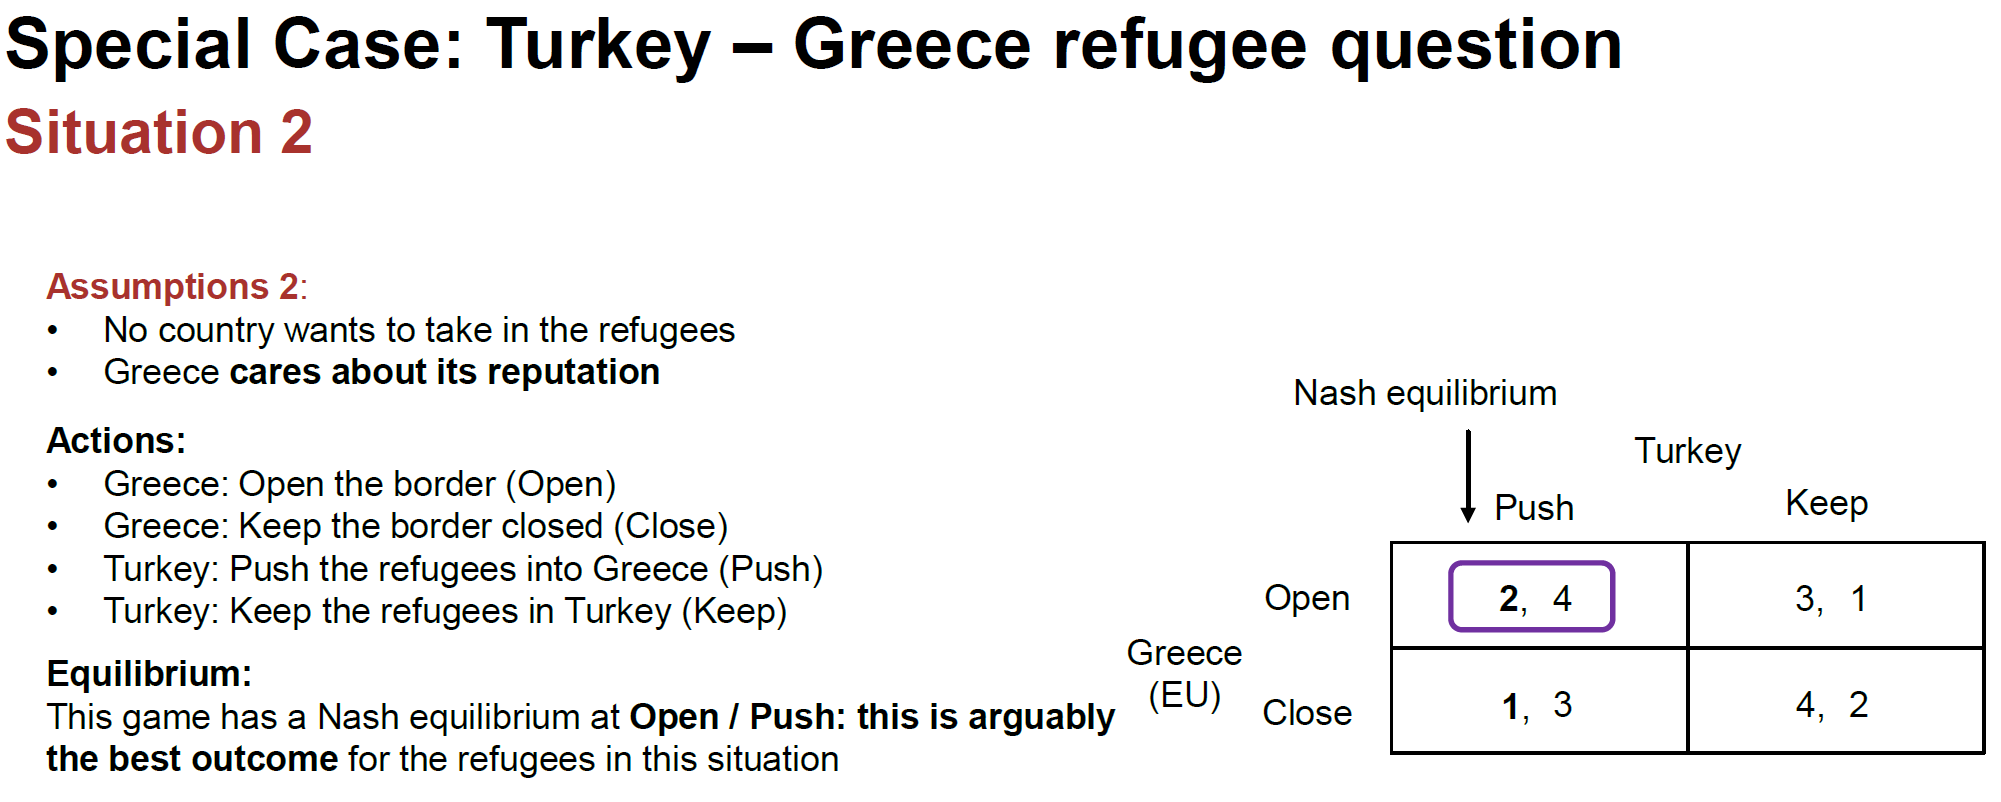 Special Case: Turkey – Greece refugee question
Situation 2
Assumptions 2:
• No country wants to take in the refugees
• Greece cares about its reputation
Actions:
• Greece: Open the border (Open)
• Greece: Keep the border closed (Close)
• Turkey: Push the refugees into Greece (Push)
• Turkey: Keep the refugees in Turkey (Keep)
Equilibrium:
This game has a Nash equilibrium at Open / Push: this is arguably
the best outcome for the refugees in this situation
Nash equilibrium
Turkey
Push Keep
Open 2, 4 3, 1
Greece
(EU)
Close 1, 3 4, 2